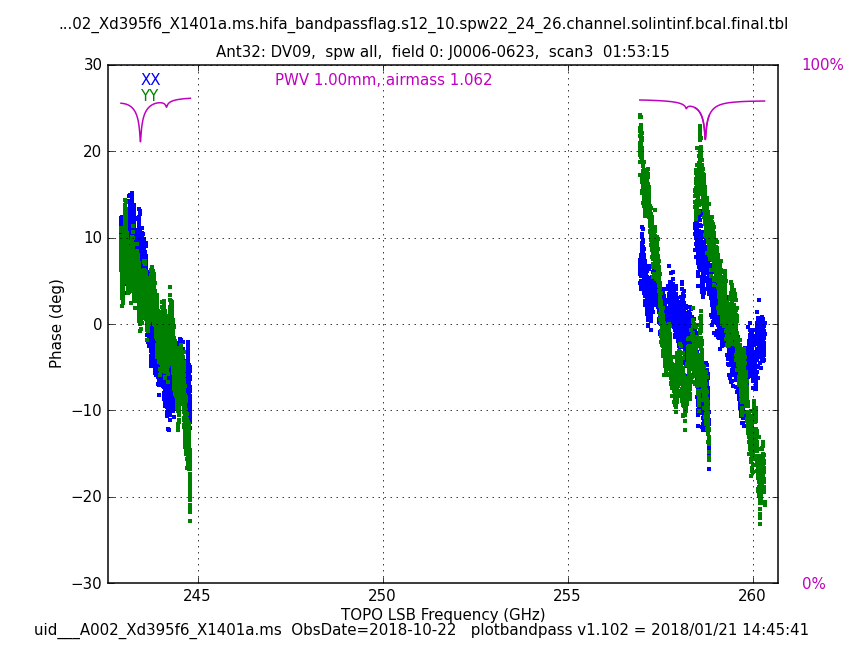 ...02_Xd395f6_X1401a.ms.hifa_bandpassflag.s12_10.spw22_24_26.channel.solintinf.bcal.final.tbl
Ant32: DV09,  spw all,  field 0: J0006-0623,  scan3  01:53:15
30
XX
PWV 1.00mm, airmass 1.062
100%
YY
20
10
Phase (deg)
0
−10
−20
−30
0%
245
250
255
260
TOPO LSB Frequency (GHz)
uid___A002_Xd395f6_X1401a.ms  ObsDate=2018-10-22   plotbandpass v1.102 = 2018/01/21 14:45:41